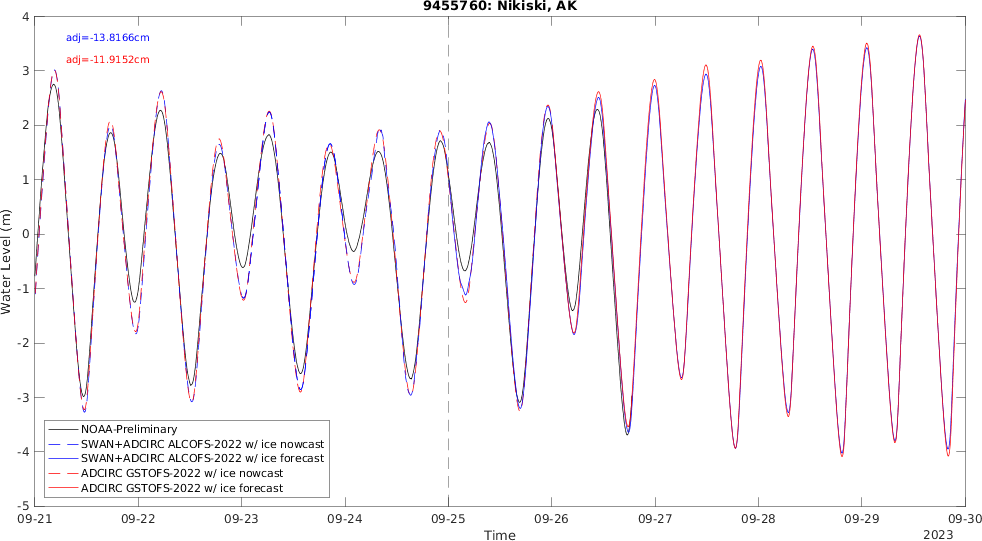 9455760: Nikiski, AK
4
adj=-13.8166cm
adj=-11.9152cm
3
2
1
0
-1
-2
-3
-4
-5
Water Level (m)
NOAA-Preliminary
SWAN+ADCIRC ALCOFS-2022 w/ ice nowcast
SWAN+ADCIRC ALCOFS-2022 w/ ice forecast
ADCIRC GSTOFS-2022 w/ ice nowcast
ADCIRC GSTOFS-2022 w/ ice forecast
09-21 09-22 09-23 09-24 09-25 09-26 09-27 09-28 09-29 09-30
Time
2023